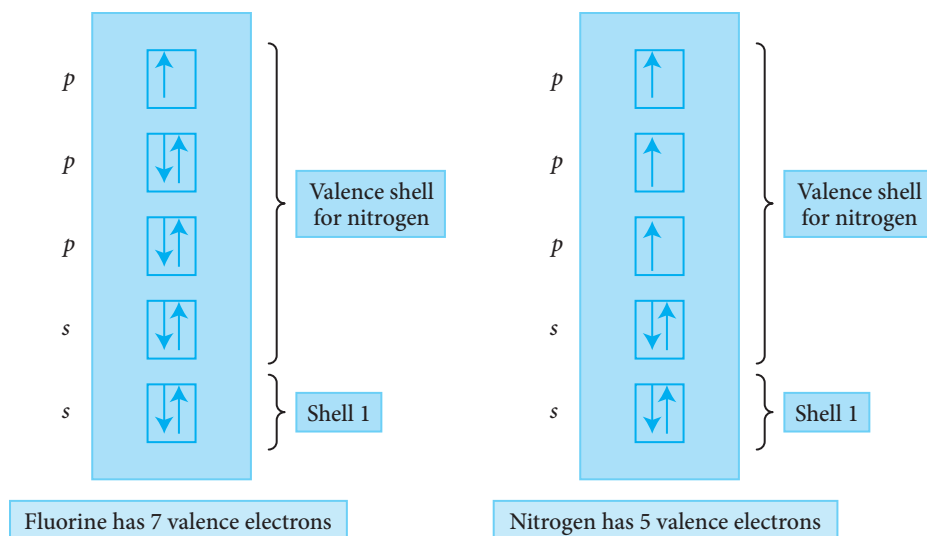 p
p
p
s
s
Valence shell
for nitrogen
Shell 1
Fluorine has 7 valence electrons
p
p
p
s
s
Valence shell
for nitrogen
Shell 1
Nitrogen has 5 valence electrons